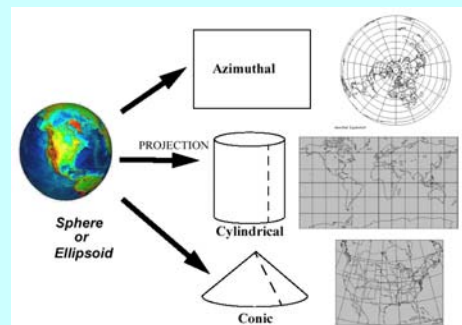 Azimuthal
PROJECTION
Sphere
or
Ellipsoid
Cylindrical
Conic